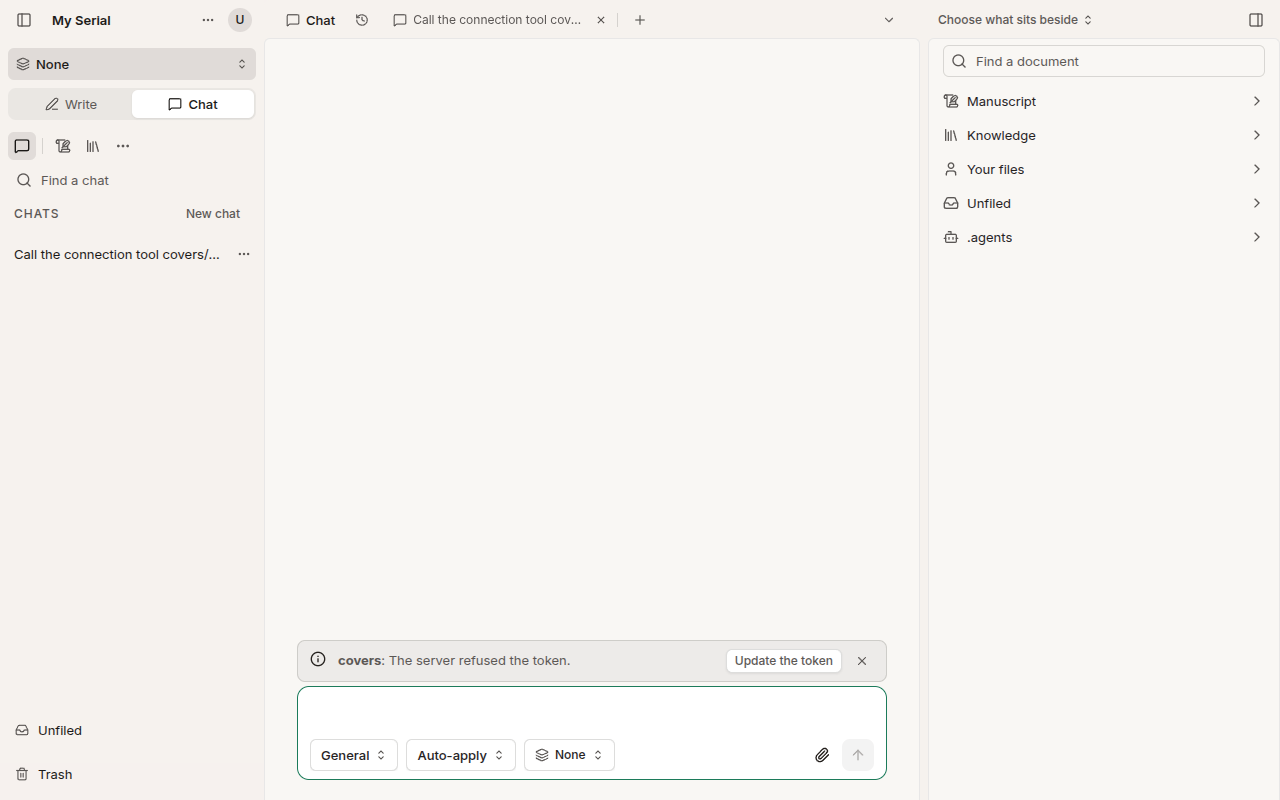 My Serial
U
None
Write
Chat
Find a chat
CHATS
New chat
Call the connection tool covers/...
Unfiled
Trash
Chat
Call the connection tool cov...
covers: The server refused the token.
Update the token
General
Auto-apply
None
Choose what sits beside
Find a document
Manuscript
Knowledge
Your files
Unfiled
.agents